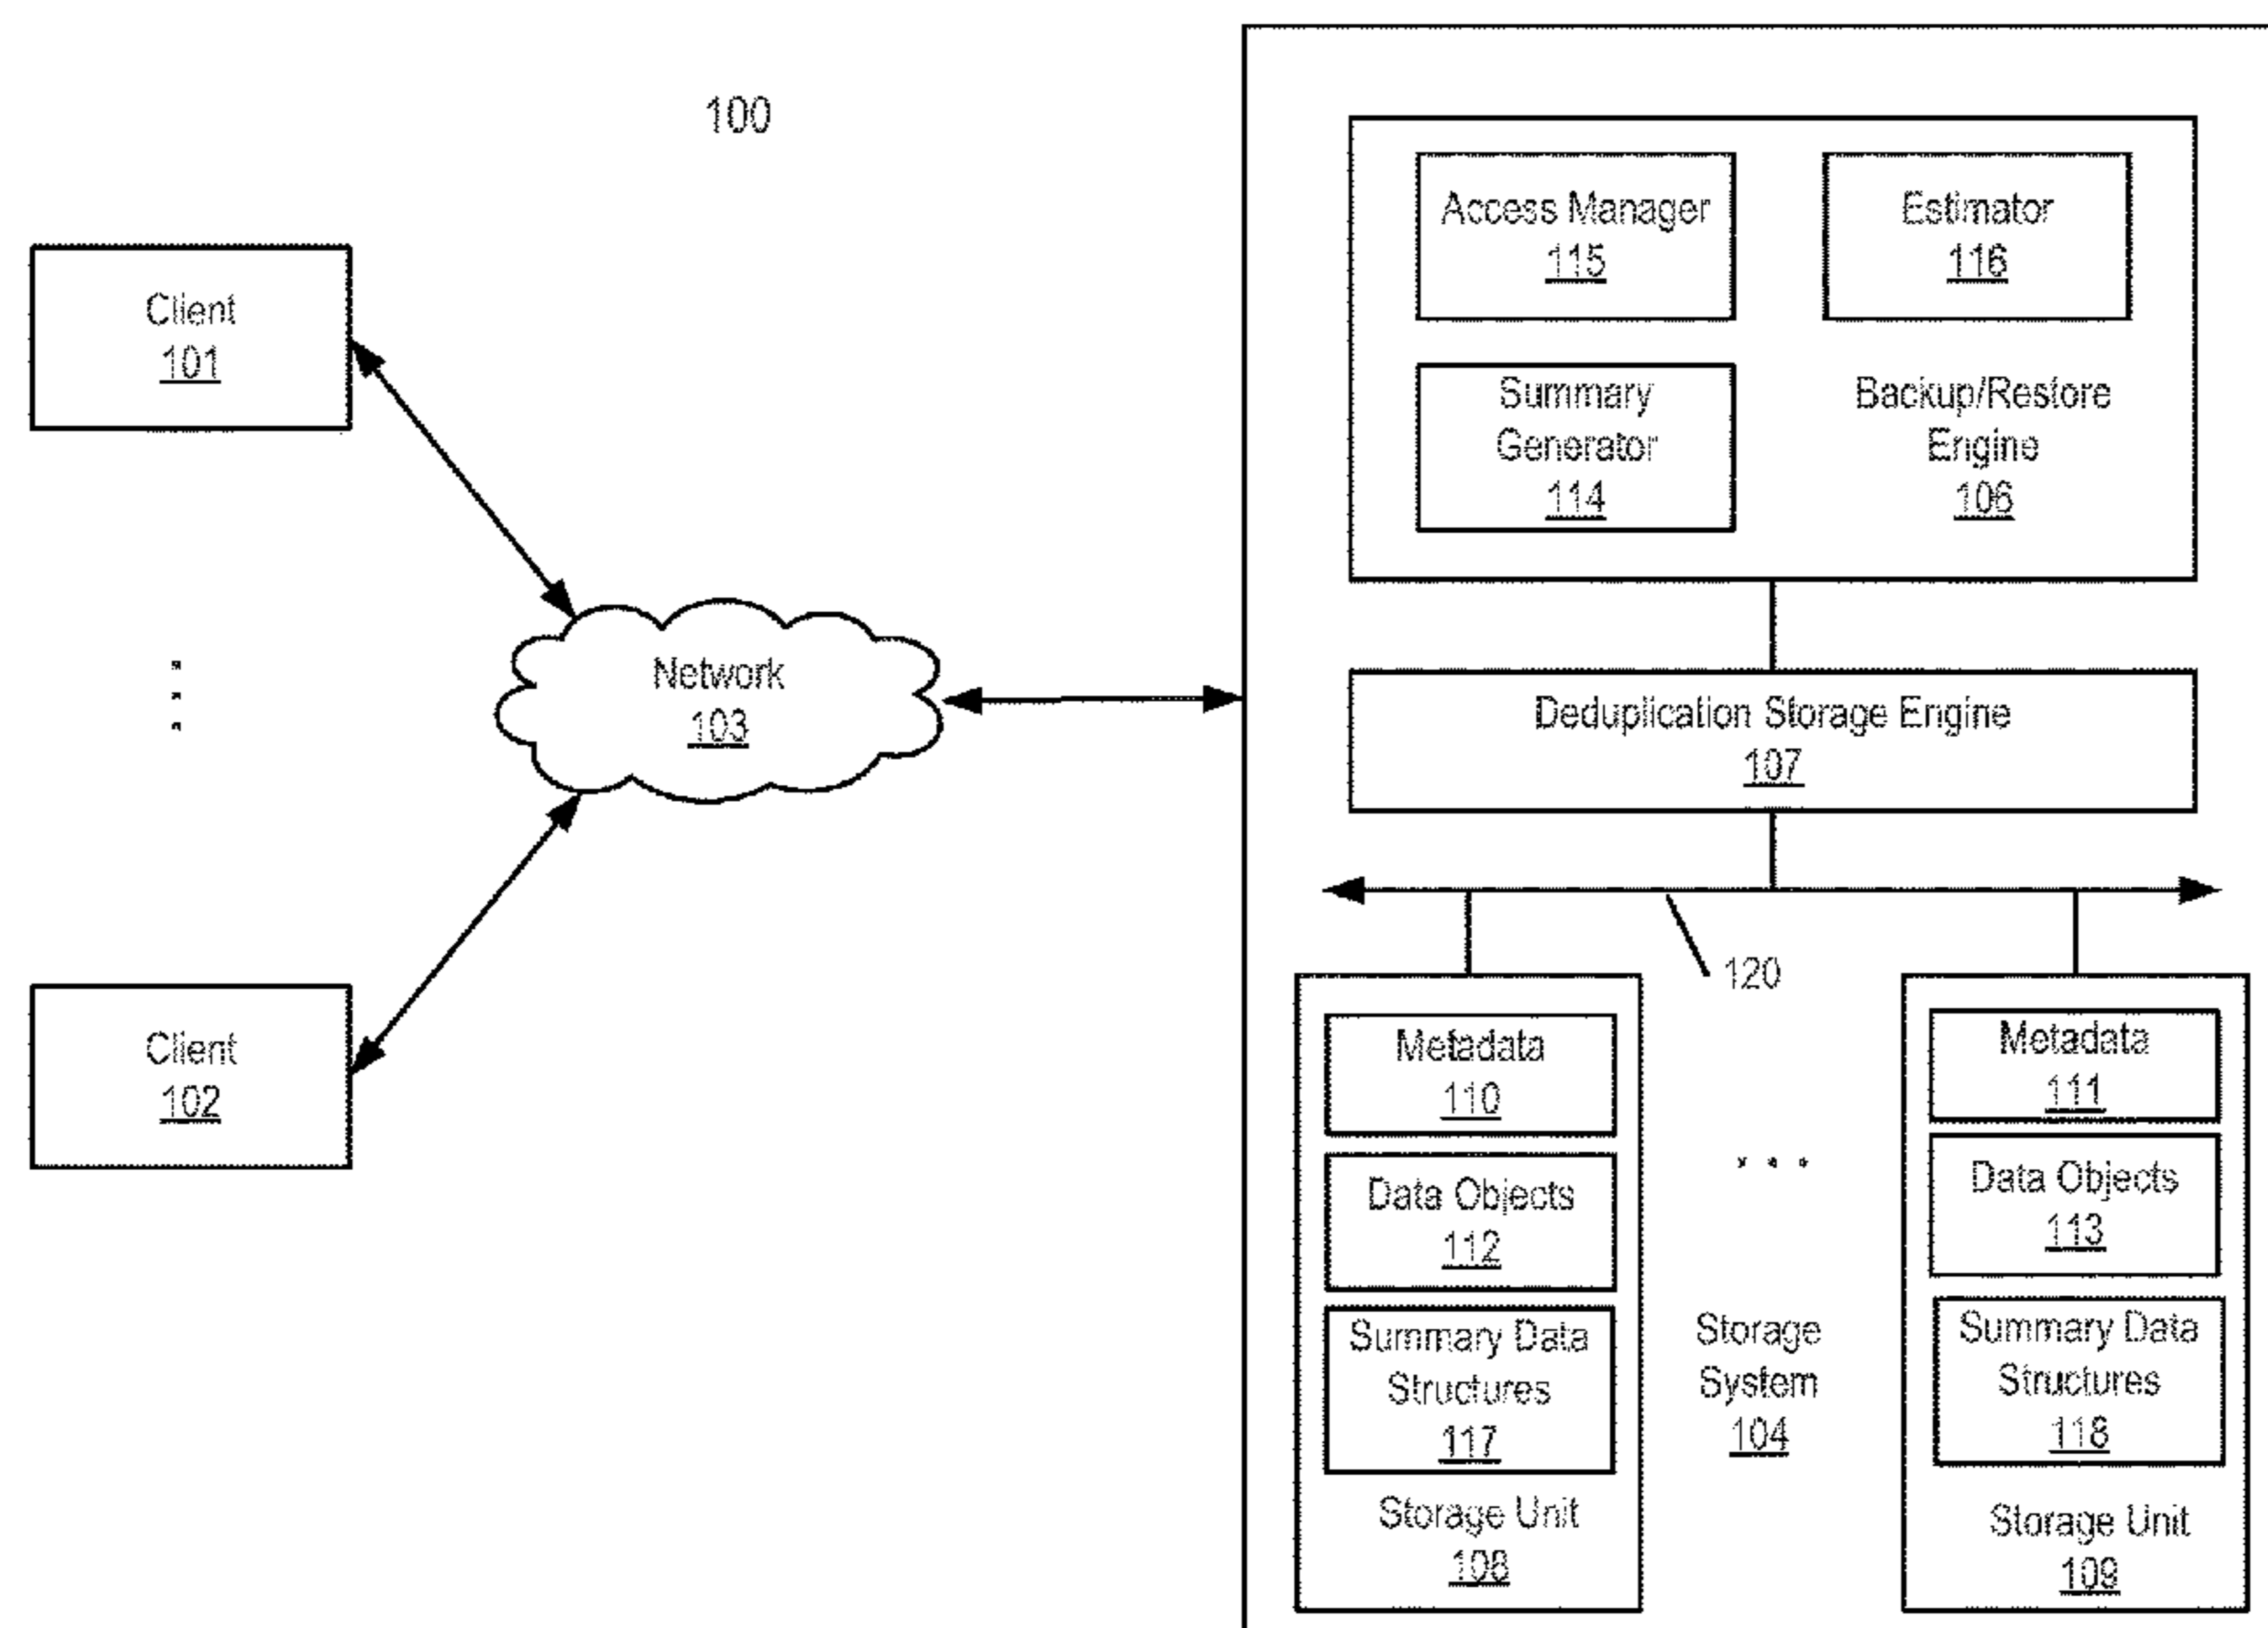 100
Client
101
Client
102
Network
103
Access Manager
115
Estimator
116
Summary
Generator
114
Backup/Restore
Engine
106
Deduplication Storage Engine
107
120
Metadata
110
Data Objects
112
Summary Data
Structures
117
Storage Unit
108
Storage
System
104
Metadata
111
Data Objects
113
Summary Data
Structures
118
Storage Unit
109